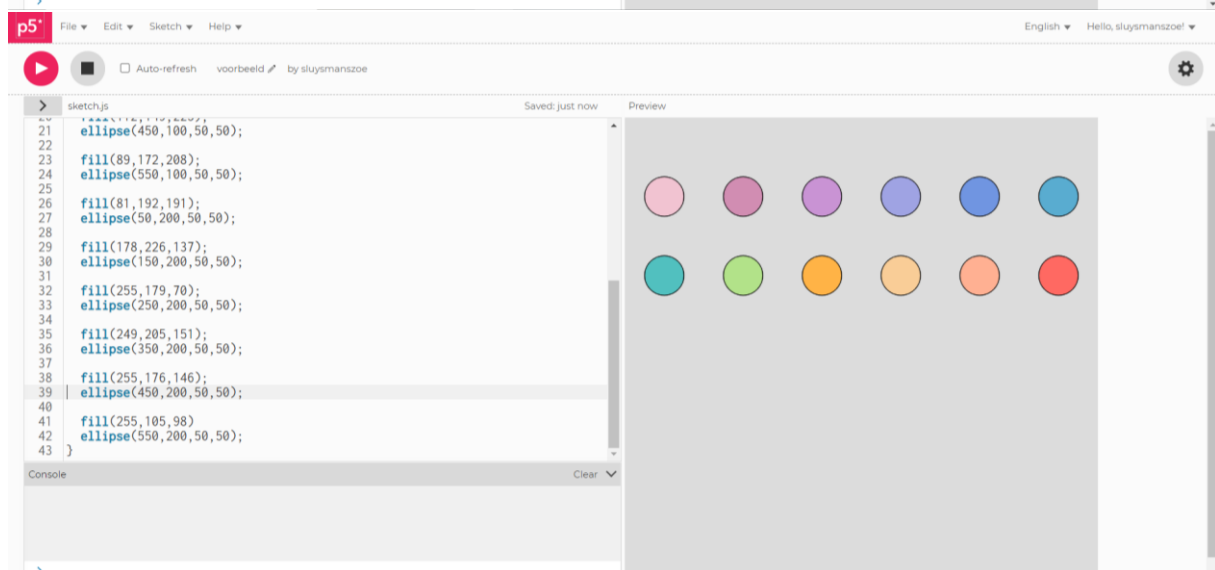 p5* File Edit Sketch Help English Hello, sluysmanszoe!
Auto-refresh voorbeeld by sluysmanszoe
> sketch.js Saved: just now Preview
20
21 ellipse(450,100,50,50);
22
23 fill(89,172,208);
24 ellipse(550,100,50,50);
25
26 fill(81,192,191);
27 ellipse(50,200,50,50);
28
29 fill(178,226,137);
30 ellipse(150,200,50,50);
31
32 fill(255,179,70);
33 ellipse(250,200,50,50);
34
35 fill(249,205,151);
36 ellipse(350,200,50,50);
37
38 fill(255,176,146);
39 ellipse(450,200,50,50);
40
41 fill(255,105,98)
42 ellipse(550,200,50,50);
43 }
Console Clear